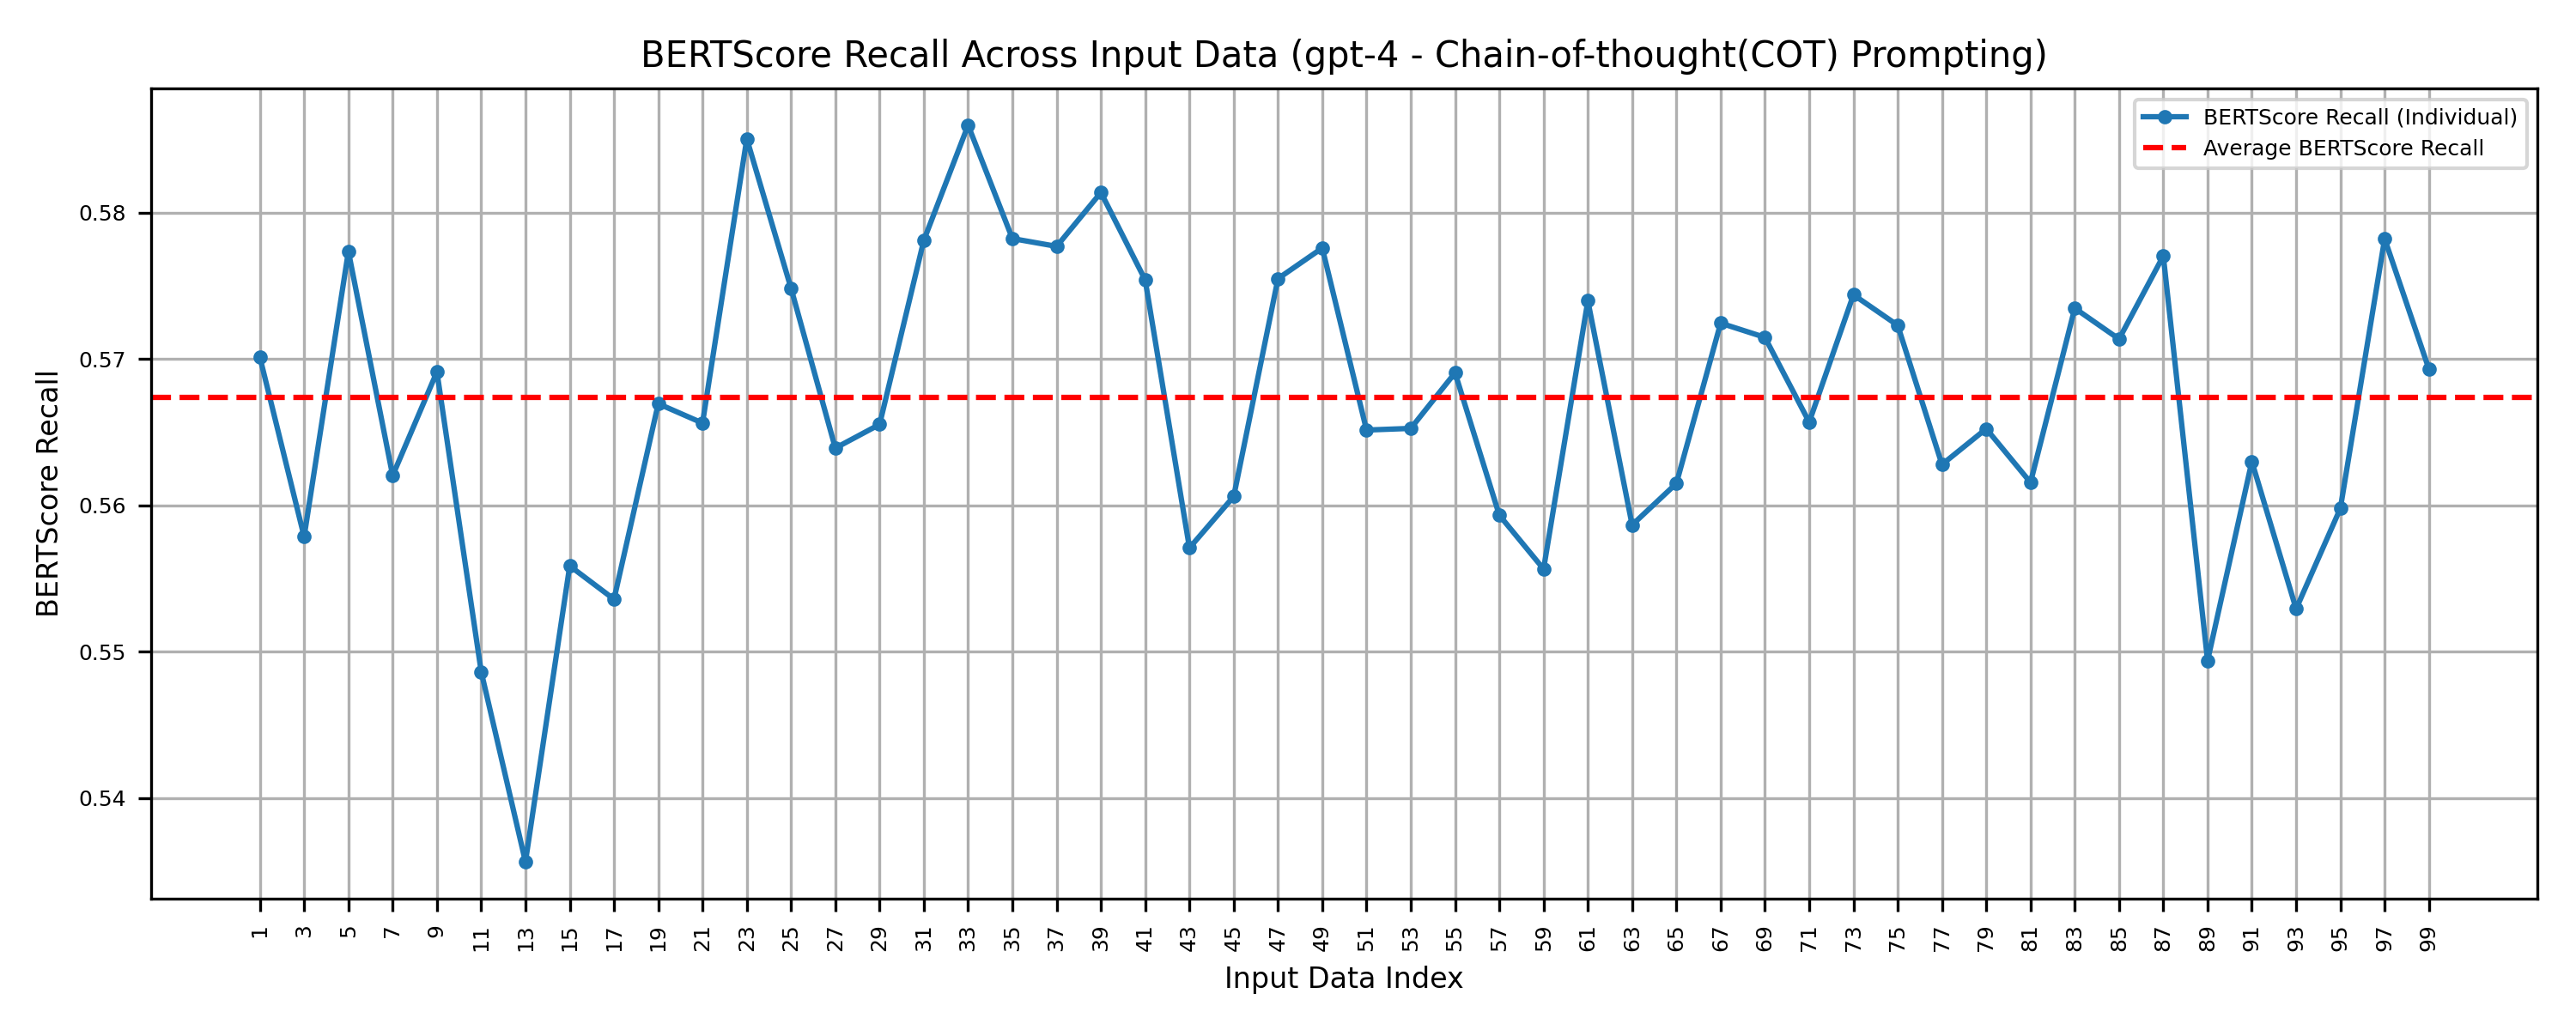 BERTScore Recall Across Input Data (gpt-4 - Chain-of-thought(COT) Prompting)
BERTScore Recall (Individual)
Average BERTScore Recall
BERTScore Recall
0.58
0.57
0.56
0.55
0.54
1 3 5 7 9 11 13 15 17 19 21 23 25 27 29 31 33 35 37 39 41 43 45 47 49 51 53 55 57 59 61 63 65 67 69 71 73 75 77 79 81 83 85 87 89 91 93 95 97 99
Input Data Index